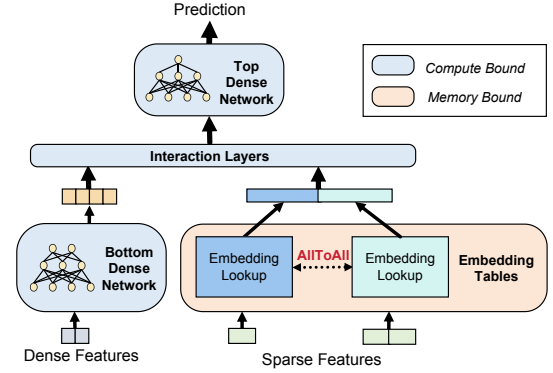 Prediction
Top
Dense
Network
Compute Bound
Memory Bound
Interaction Layers
Bottom
Dense
Network
Embedding
Lookup
AllToAll
Embedding
Lookup
Embedding
Tables
Dense Features
Sparse Features